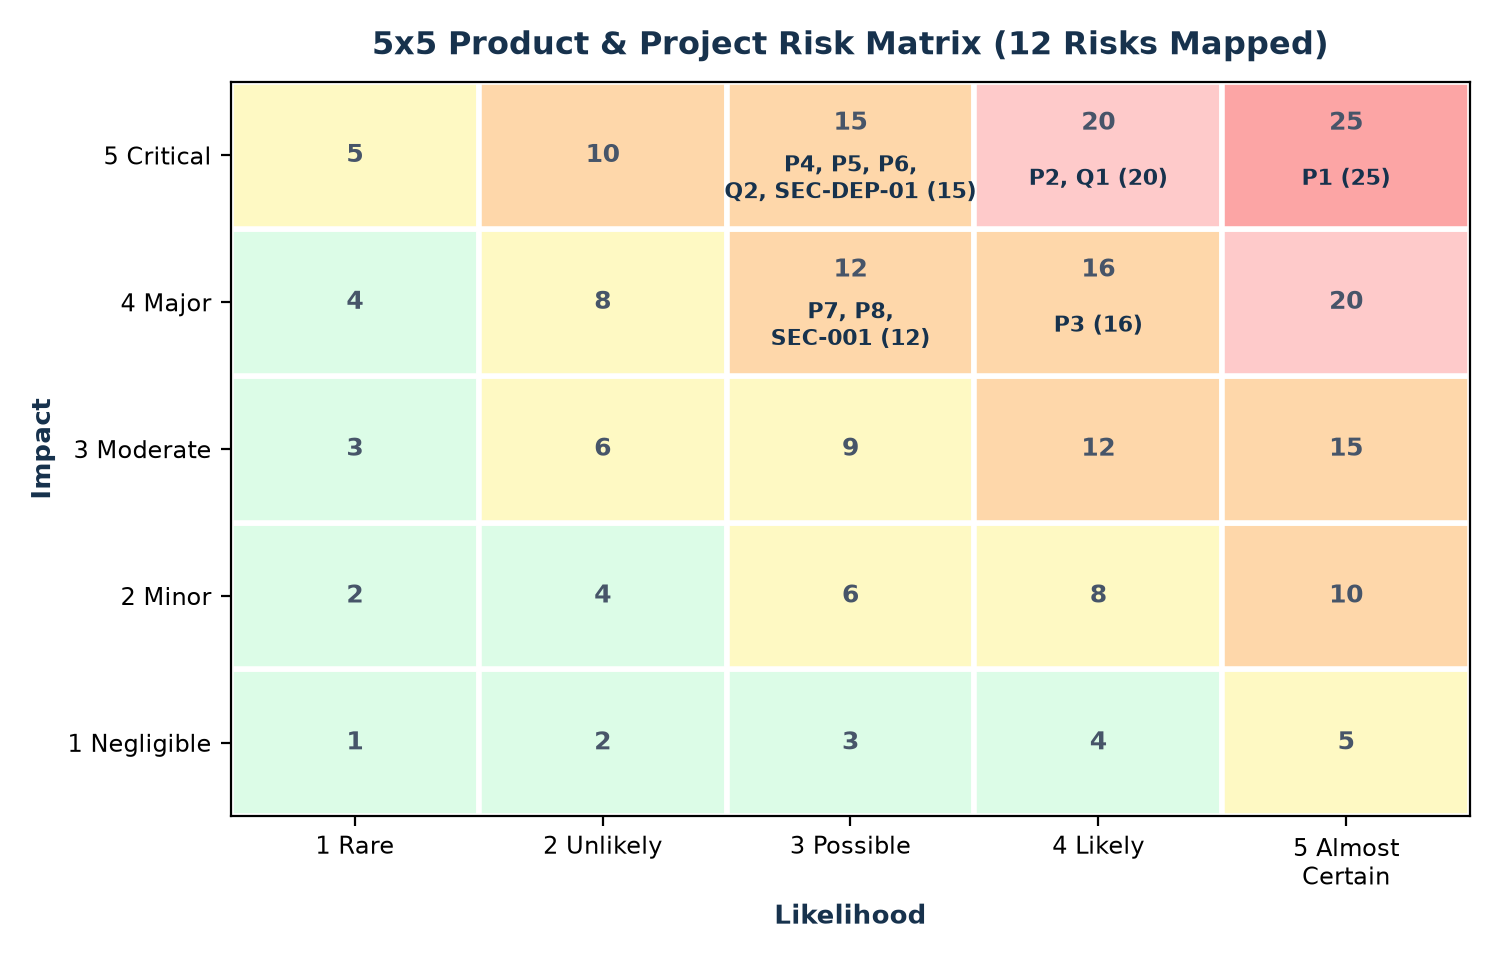 5x5 Product & Project Risk Matrix (12 Risks Mapped)
Impact
5 Critical
5
10
15
P4, P5, P6,
Q2, SEC-DEP-01 (15)
20
P2, Q1 (20)
25
P1 (25)
4 Major
4
8
12
P7, P8,
SEC-001 (12)
16
P3 (16)
20
3 Moderate
3
6
9
12
15
2 Minor
2
4
6
8
10
1 Negligible
1
2
3
4
5
1 Rare
2 Unlikely
3 Possible
4 Likely
5 Almost
Certain
Likelihood